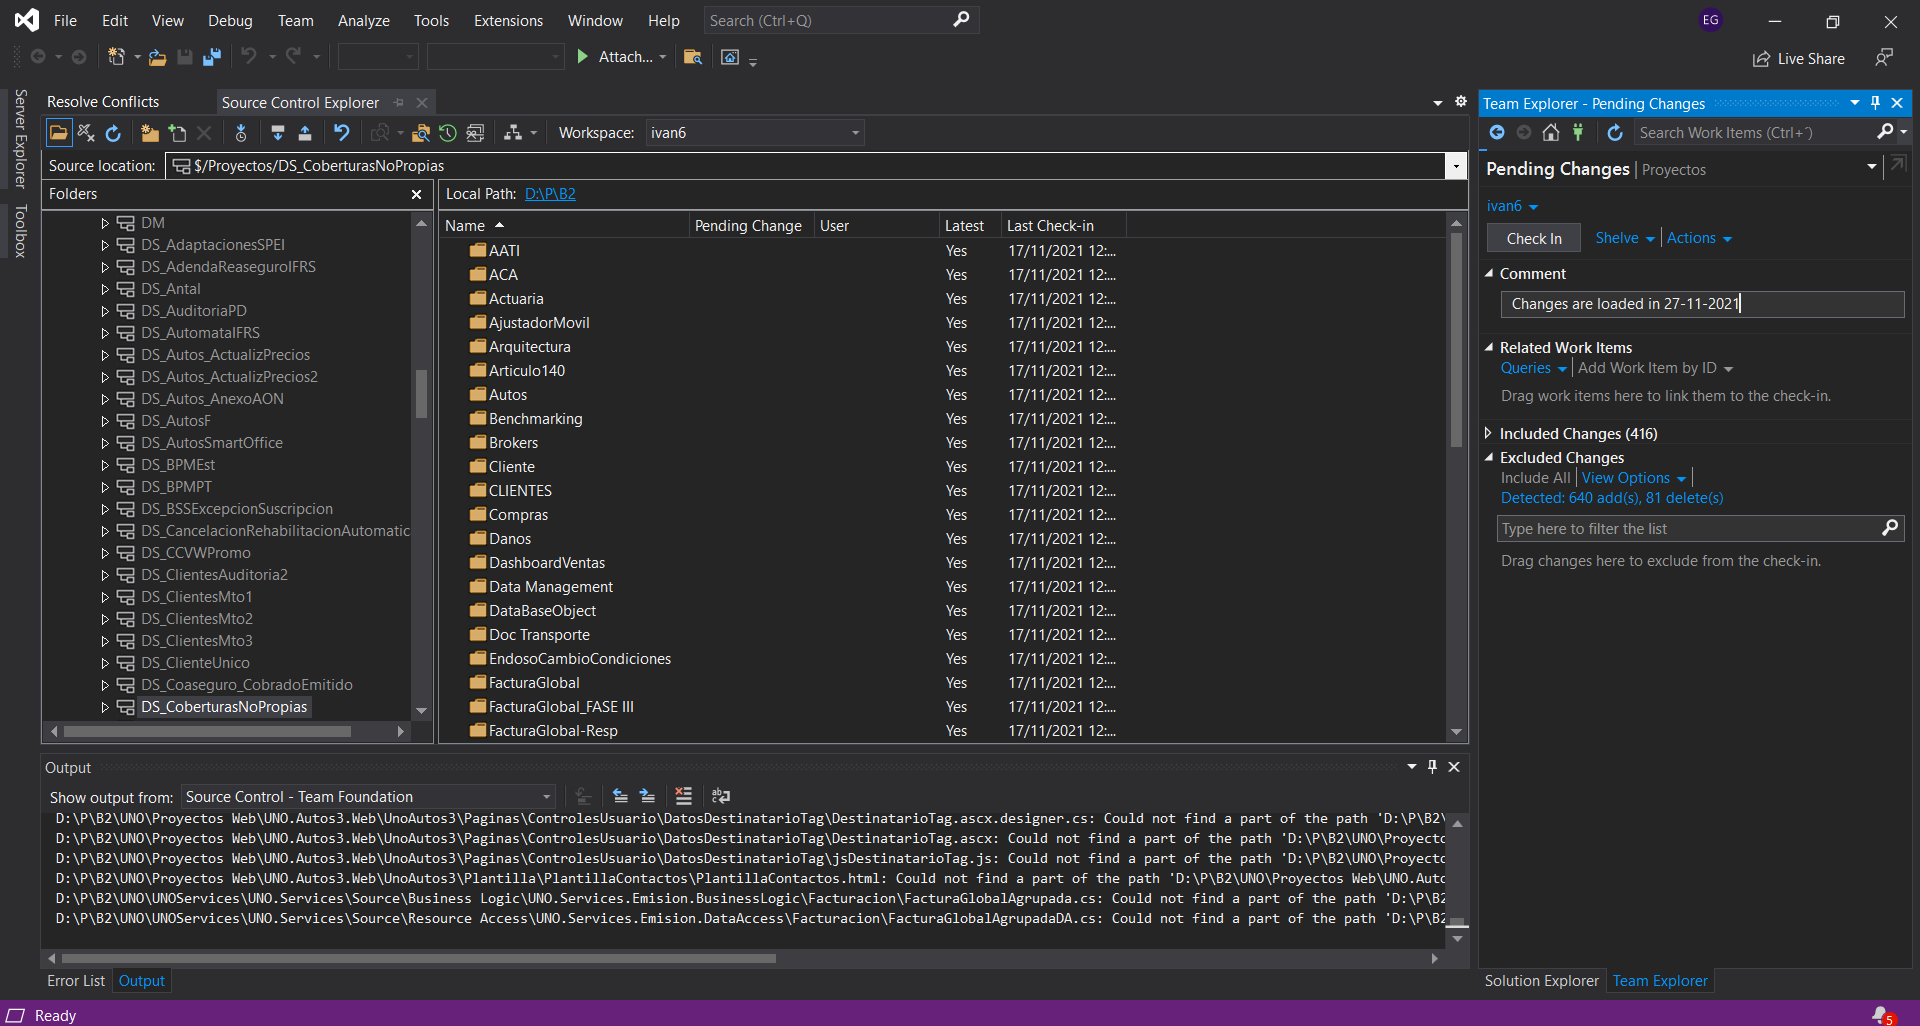 File Edit View Debug Team Analyze Tools Extensions Window Help Search (Ctrl+Q) EG
Attach... Live Share
Server Explorer
Toolbox
Resolve Conflicts Source Control Explorer
Workspace: ivan6
Source location: $/Proyectos/DS_CoberturasNoPropias
Folders
DM
DS_AdaptacionesSPEI
DS_AdendaReaseguroIFRS
DS_Antal
DS_AuditoriaPD
DS_AutomataIFRS
DS_Autos_ActualizPrecios
DS_Autos_ActualizPrecios2
DS_Autos_AnexoAON
DS_AutosF
DS_AutosSmartOffice
DS_BPMEst
DS_BPMPT
DS_BSSExcepcionSuscripcion
DS_CancelacionRehabilitacionAutomatic
DS_CCVWPromo
DS_ClientesAuditoria2
DS_ClientesMto1
DS_ClientesMto2
DS_ClientesMto3
DS_ClienteUnico
DS_Coaseguro_CobradoEmitido
DS_CoberturasNoPropias
Local Path: D:\P\B2
Name Pending Change User Latest Last Check-in
AATI Yes 17/11/2021 12:...
ACA Yes 17/11/2021 12:...
Actuaria Yes 17/11/2021 12:...
AjustadorMovil Yes 17/11/2021 12:...
Arquitectura Yes 17/11/2021 12:...
Articulo140 Yes 17/11/2021 12:...
Autos Yes 17/11/2021 12:...
Benchmarking Yes 17/11/2021 12:...
Brokers Yes 17/11/2021 12:...
Cliente Yes 17/11/2021 12:...
CLIENTES Yes 17/11/2021 12:...
Compras Yes 17/11/2021 12:...
Danos Yes 17/11/2021 12:...
DashboardVentas Yes 17/11/2021 12:...
Data Management Yes 17/11/2021 12:...
DataBaseObject Yes 17/11/2021 12:...
Doc Transporte Yes 17/11/2021 12:...
EndosoCambioCondiciones Yes 17/11/2021 12:...
FacturaGlobal Yes 17/11/2021 12:...
FacturaGlobal_FASE III Yes 17/11/2021 12:...
FacturaGlobal-Resp Yes 17/11/2021 12:...
Output
Show output from: Source Control - Team Foundation
D:\P\B2\UNO\Proyectos Web\UNO.Autos3.Web\UnoAutos3\Paginas\ControlesUsuario\DatosDestinatarioTag\DestinatarioTag.ascx.designer.cs: Could not find a part of the path 'D:\P\B2\
D:\P\B2\UNO\Proyectos Web\UNO.Autos3.Web\UnoAutos3\Paginas\ControlesUsuario\DatosDestinatarioTag\DestinatarioTag.ascx: Could not find a part of the path 'D:\P\B2\UNO\Proyecto
D:\P\B2\UNO\Proyectos Web\UNO.Autos3.Web\UnoAutos3\Paginas\ControlesUsuario\DatosDestinatarioTag\jsDestinatarioTag.js: Could not find a part of the path 'D:\P\B2\UNO\Proyecto
D:\P\B2\UNO\Proyectos Web\UNO.Autos3.Web\UnoAutos3\Plantilla\PlantillaContactos\PlantillaContactos.html: Could not find a part of the path 'D:\P\B2\UNO\Proyectos Web\UNO.Auto
D:\P\B2\UNO\UNOServices\UNO.Services\Source\Business Logic\UNO.Services.Emision.BusinessLogic\Facturacion\FacturaGlobalAgrupada.cs: Could not find a part of the path 'D:\P\B2
D:\P\B2\UNO\UNOServices\UNO.Services\Source\Resource Access\UNO.Services.Emision.DataAccess\Facturacion\FacturaGlobalAgrupadaDA.cs: Could not find a part of the path 'D:\P\B2
Error List Output
Team Explorer - Pending Changes
Search Work Items (Ctrl+´)
Pending Changes | Proyectos
ivan6
Check In Shelve Actions
Comment
Changes are loaded in 27-11-2021
Related Work Items
Queries Add Work Item by ID
Drag work items here to link them to the check-in.
Included Changes (416)
Excluded Changes
Include All View Options
Detected: 640 add(s), 81 delete(s)
Type here to filter the list
Drag changes here to exclude from the check-in.
Solution Explorer Team Explorer
Ready 5